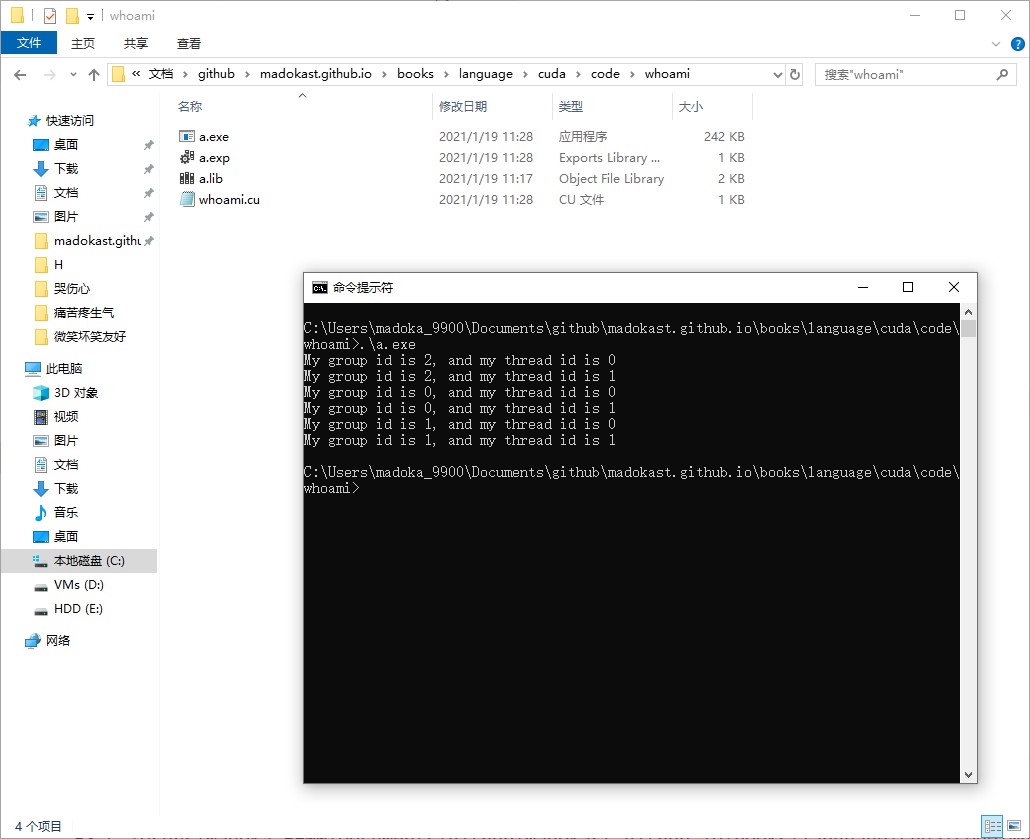 whoami
文件 主页 共享 查看
« 文档 › github › madokast.github.io › books › language › cuda › code › whoami
搜索"whoami"
名称 修改日期 类型 大小
a.exe 2021/1/19 11:28 应用程序 242 KB
a.exp 2021/1/19 11:28 Exports Library ... 1 KB
a.lib 2021/1/19 11:17 Object File Library 2 KB
whoami.cu 2021/1/19 11:28 CU 文件 1 KB
快速访问
桌面
下载
文档
图片
madokast.githu
H
哭伤心
痛苦疼生气
微笑坏笑友好
此电脑
3D 对象
视频
图片
文档
下载
音乐
桌面
本地磁盘 (C:)
VMs (D:)
HDD (E:)
网络
命令提示符
C:\Users\madoka_9900\Documents\github\madokast.github.io\books\language\cuda\code\
whoami>.\a.exe
My group id is 2, and my thread id is 0
My group id is 2, and my thread id is 1
My group id is 0, and my thread id is 0
My group id is 0, and my thread id is 1
My group id is 1, and my thread id is 0
My group id is 1, and my thread id is 1
C:\Users\madoka_9900\Documents\github\madokast.github.io\books\language\cuda\code\
whoami>
4 个项目